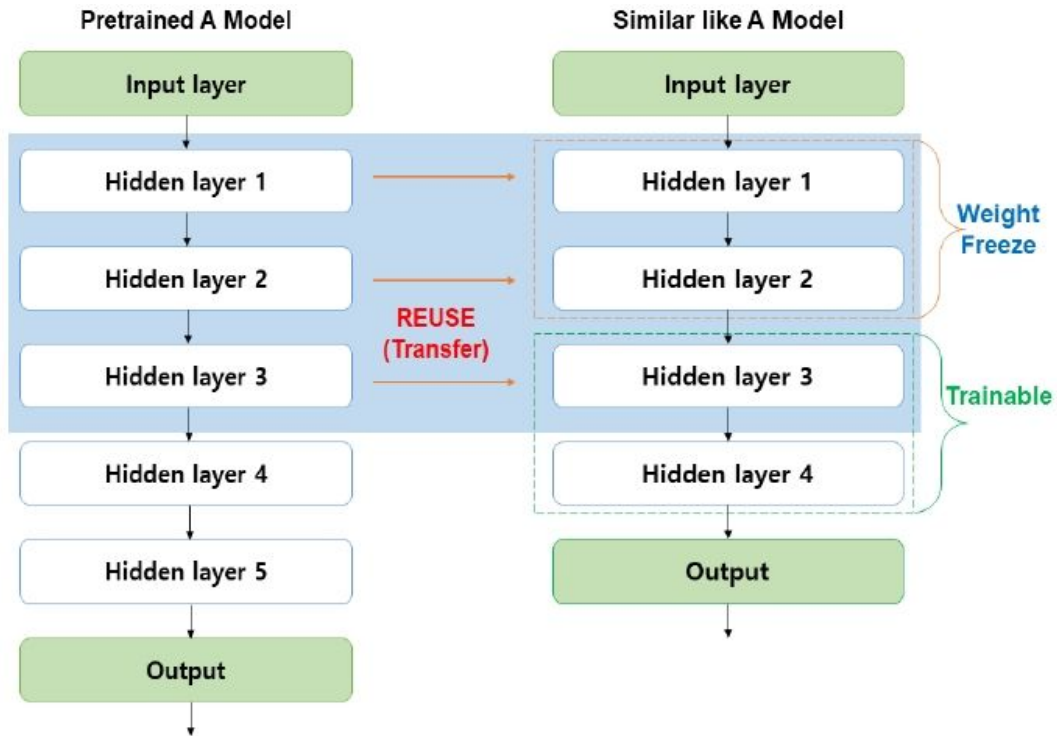 Pretrained A Model
Input layer
Hidden layer 1
Hidden layer 2
Hidden layer 3
Hidden layer 4
Hidden layer 5
Output
REUSE
(Transfer)
Similar like A Model
Input layer
Hidden layer 1
Hidden layer 2
Hidden layer 3
Hidden layer 4
Output
Weight
Freeze
Trainable